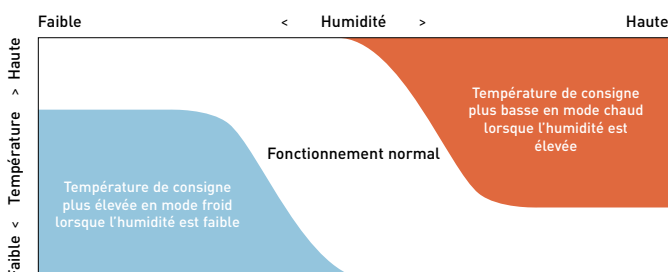 Faible < Humidité > Haute
Faible < Température > Haute
Température de consigne
plus basse en mode chaud
lorsque l'humidité est
élevée
Fonctionnement normal
Température de consigne
plus élevée en mode froid
lorsque l'humidité est faible